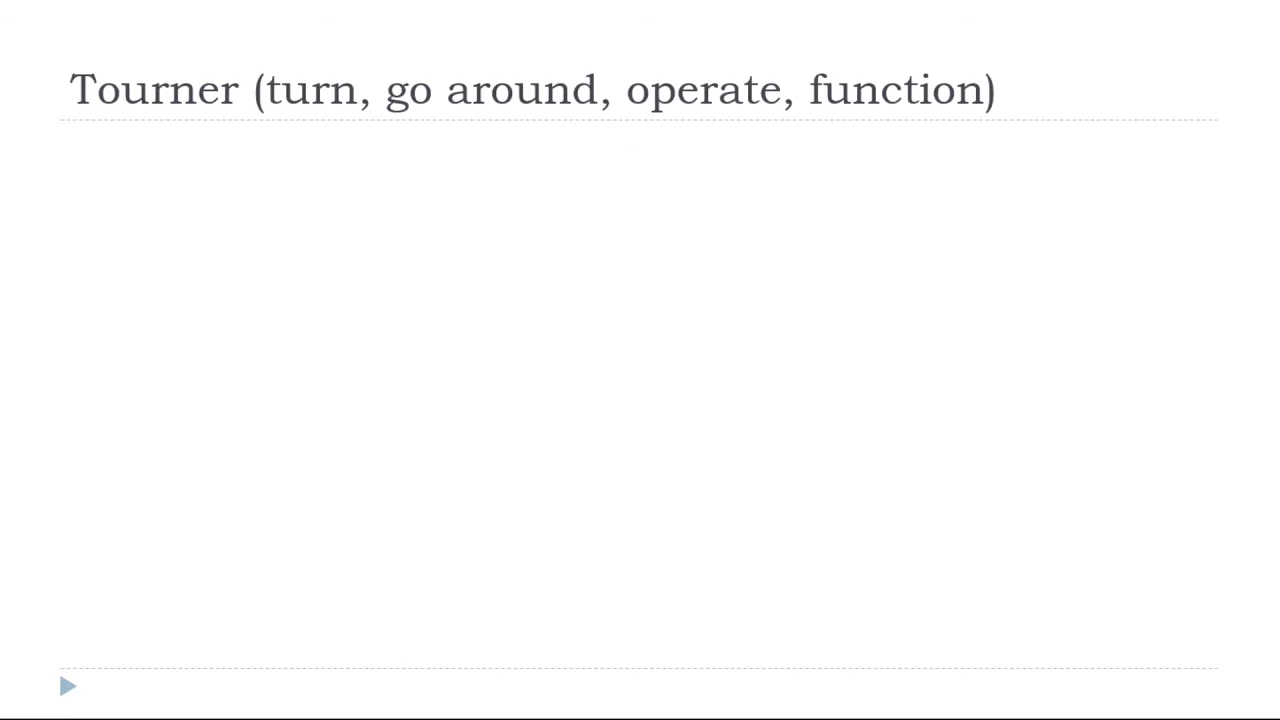 Tourner (turn, go around, operate, function)